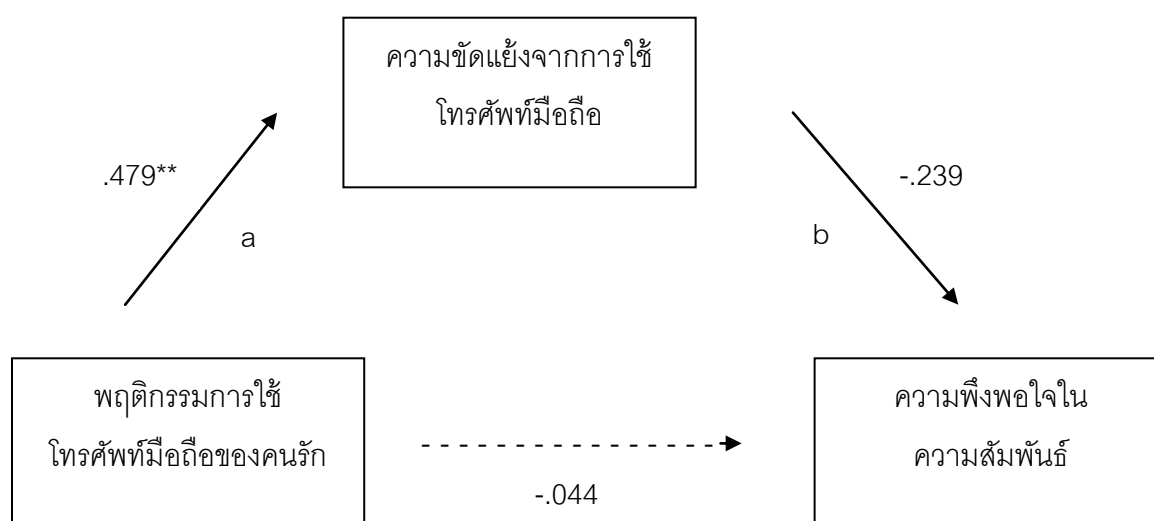 ความขัดแย้งจากการใช้
โทรศัพท์มือถือ
.479**
-.239
a
b
พฤติกรรมการใช้
โทรศัพท์มือถือของคนรัก
ความพึงพอใจใน
ความสัมพันธ์
-.044